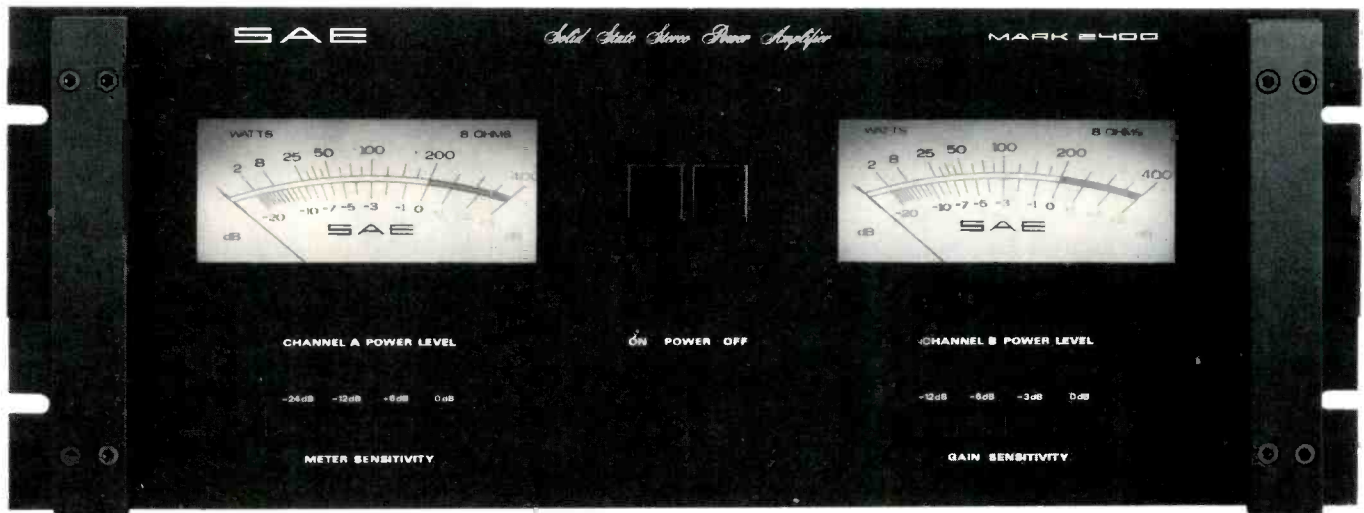 SAE
Solid State Stereo Power Amplifier
MARK 2400
WATTS 8 OHMS
2 8 25 50 100 200 400
-20 -10 -7 -5 -3 -1 0
dB
SAE
WATTS 8 OHMS
2 8 25 50 100 200 400
-20 -10 -7 -5 -3 -1 0
dB
SAE
CHANNEL A POWER LEVEL
ON POWER OFF
CHANNEL B POWER LEVEL
-24dB -12dB -6dB 0dB
-12dB -6dB -3dB 0dB
METER SENSITIVITY
GAIN SENSITIVITY